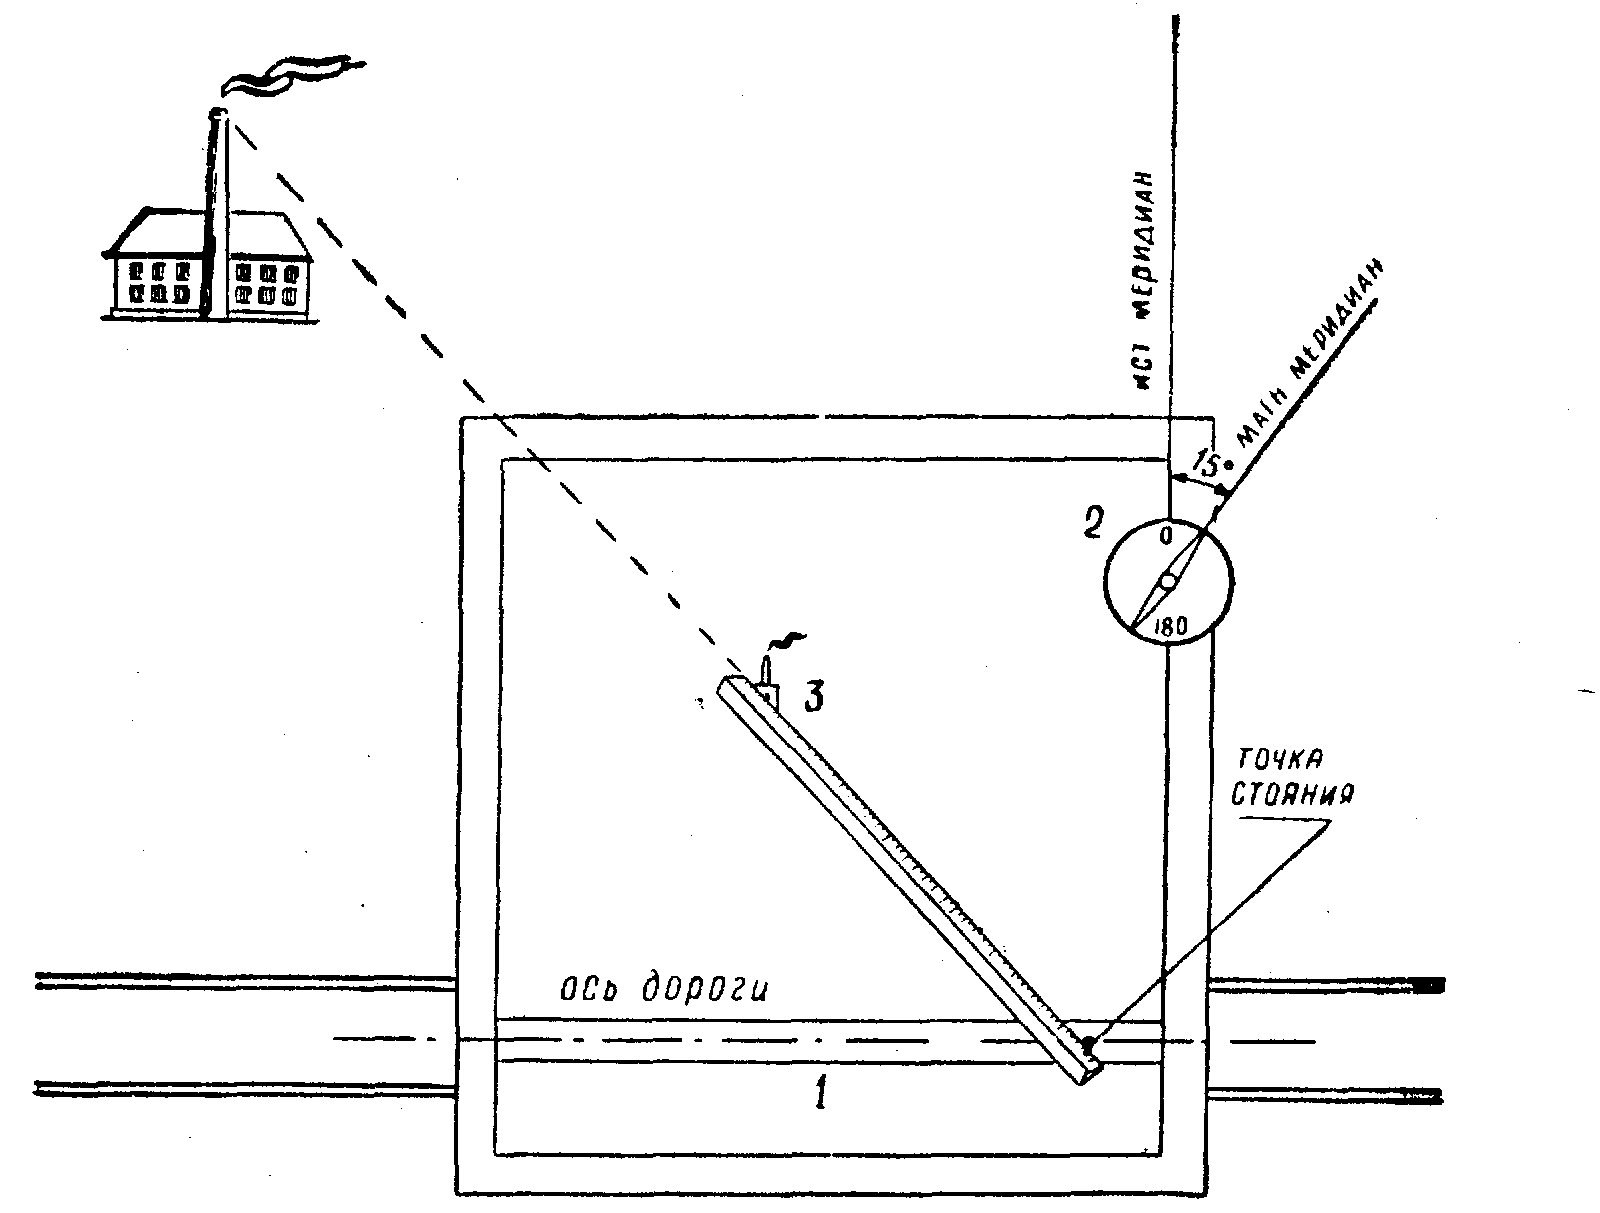 ИСТ МЕРИДИАН
МАГН МЕРИДИАН
15°
2
0
180
3
ТОЧКА
СТОЯНИЯ
ОСЬ ДОРОГИ
1